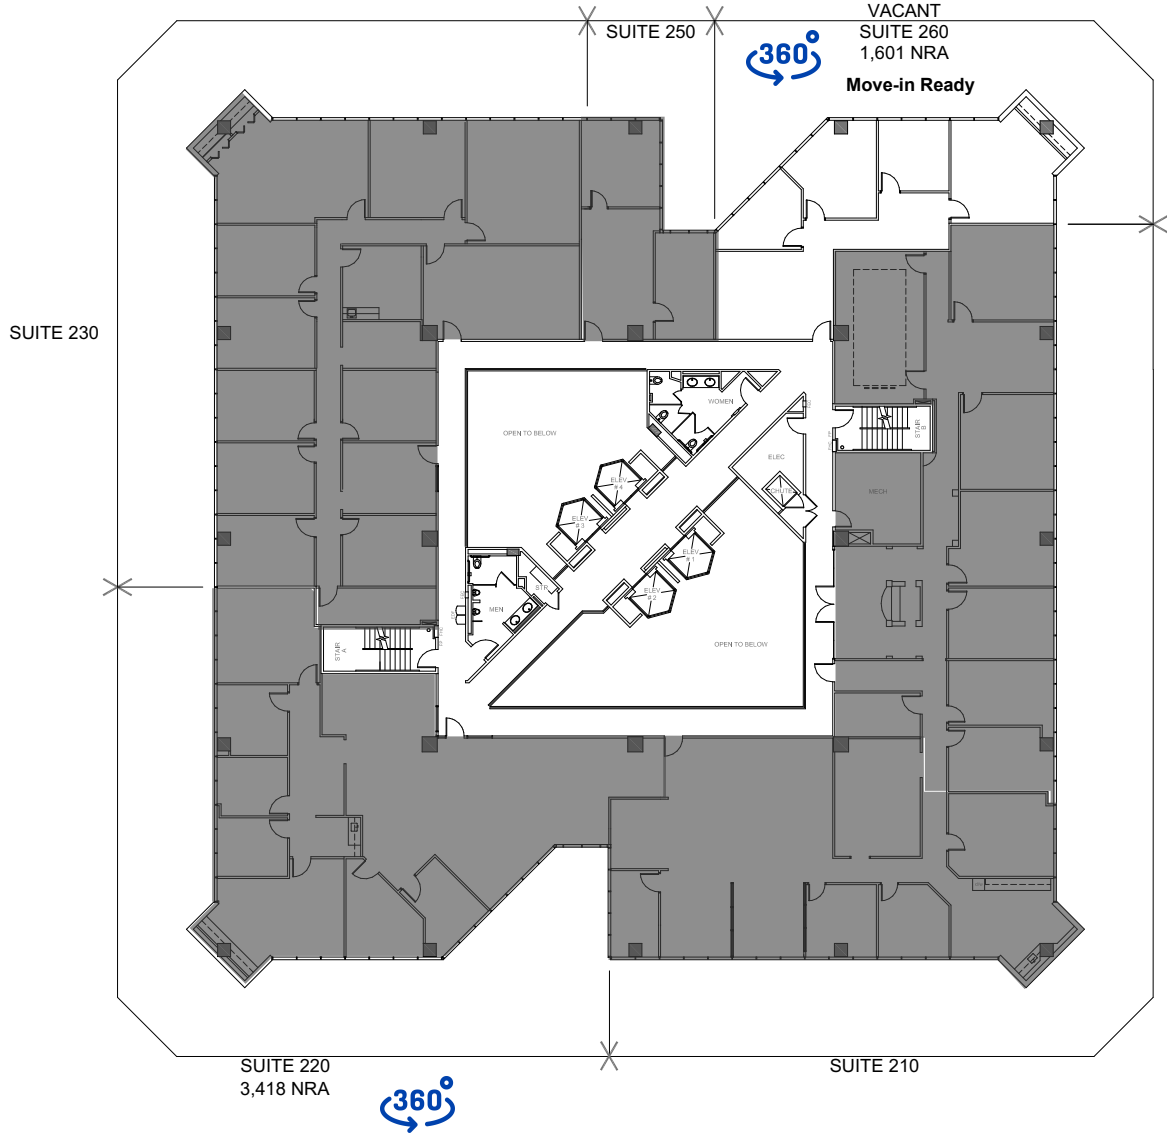 VACANT
SUITE 250
SUITE 260
1,601 NRA
360°
Move-in Ready
SUITE 230
WOMEN
OPEN TO BELOW
STAIR
B
ELEC
ELEV
# 4
CHUTE
MECH
ELEV
# 3
ELEV
# 1
STR
ELEV
# 2
MEN
STAIR
A
OPEN TO BELOW
SUITE 220
3,418 NRA
SUITE 210
360°